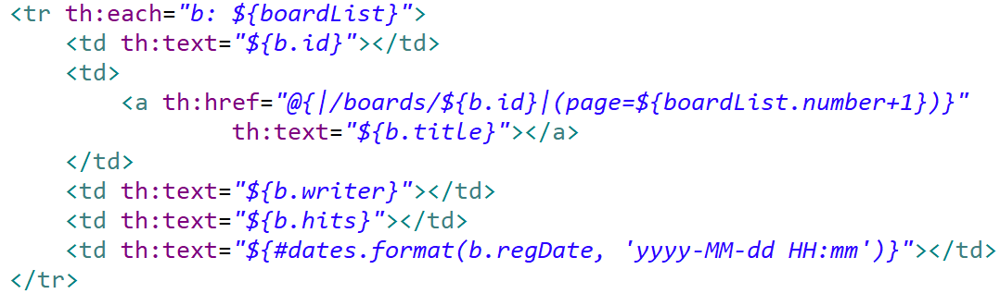 <tr th:each="b: ${boardList}">
    <td th:text="${b.id}"></td>
    <td>
        <a th:href="@{|/boards/${b.id}|(page=${boardList.number+1})}"
                th:text="${b.title}"></a>
    </td>
    <td th:text="${b.writer}"></td>
    <td th:text="${b.hits}"></td>
    <td th:text="${#dates.format(b.regDate, 'yyyy-MM-dd HH:mm')}"></td>
</tr>